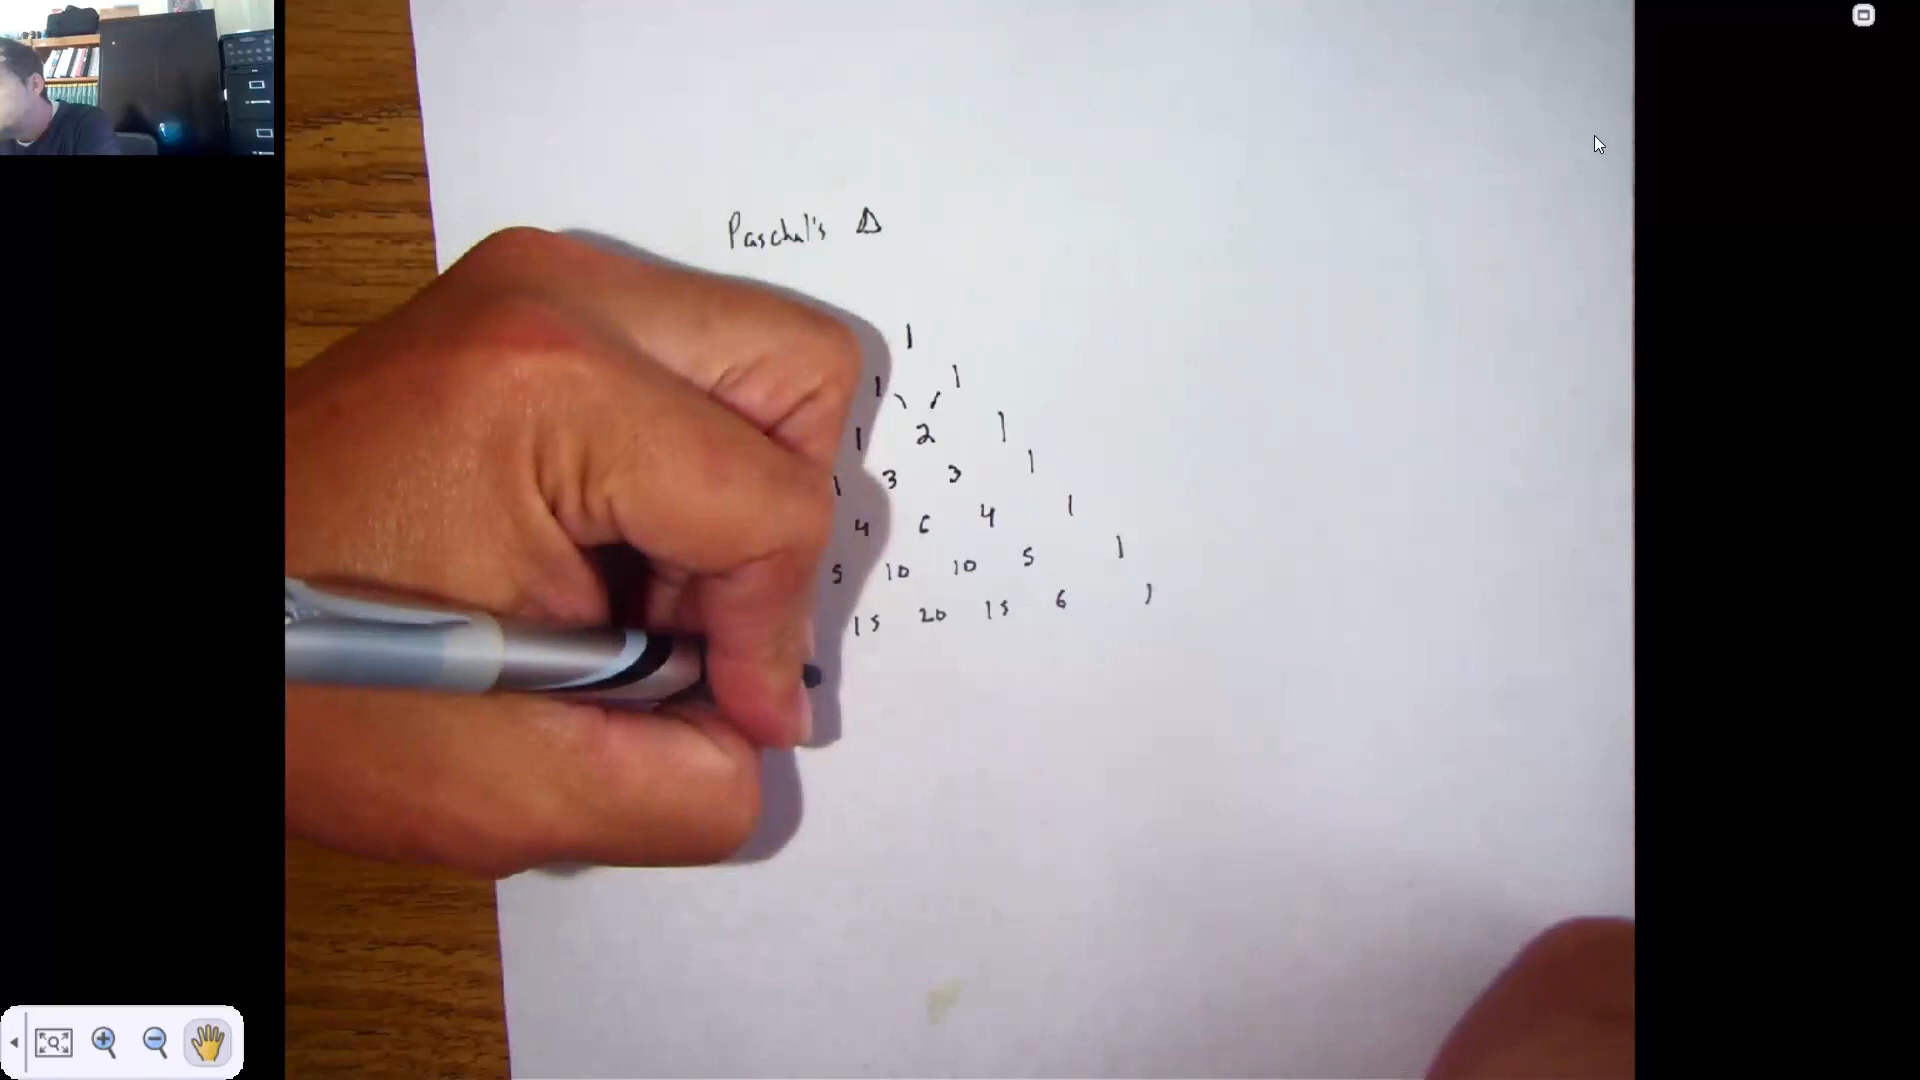 Paschal's Δ
1
1 1
1 2 1
1 3 3 1
4 6 4 1
5 10 10 5 1
15 20 15 6 1